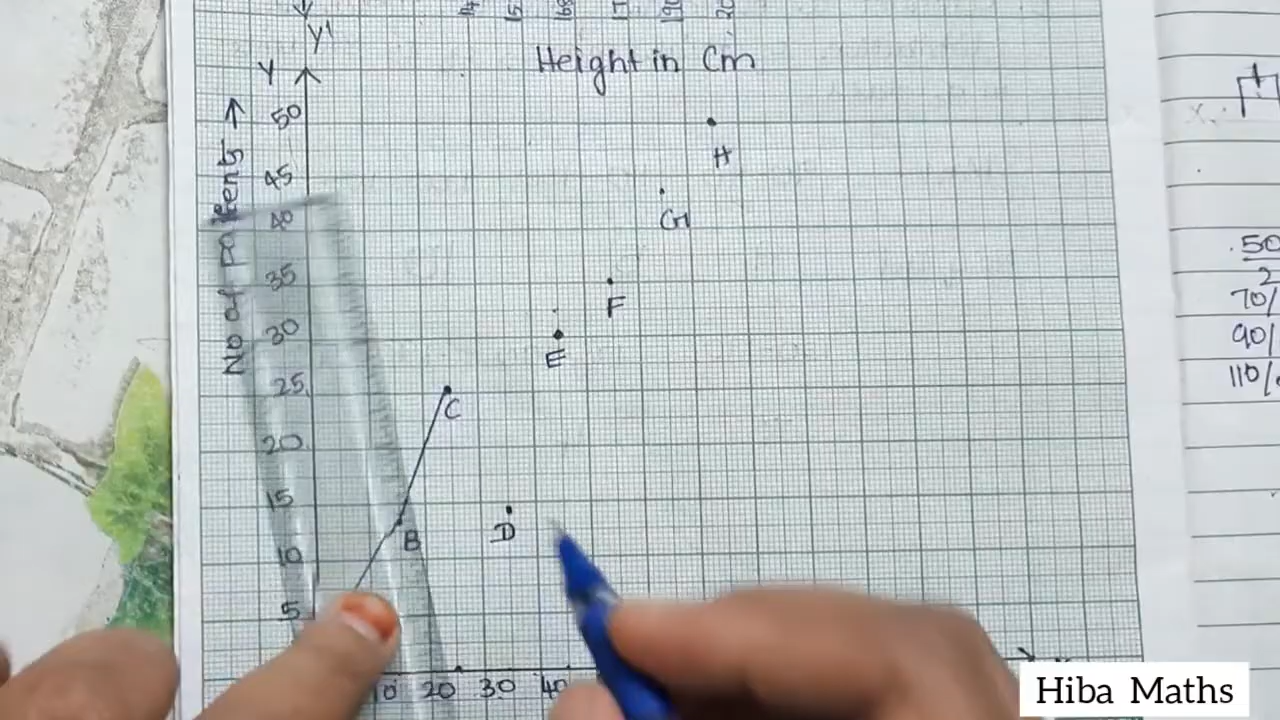 Y'
Height in Cm
Y
No of patients →
50
45
40
35
30
25
20
15
10
5
H
G
F
E
C
D
B
10 20 30 40
50
2
70/
90/
110/
Hiba Maths